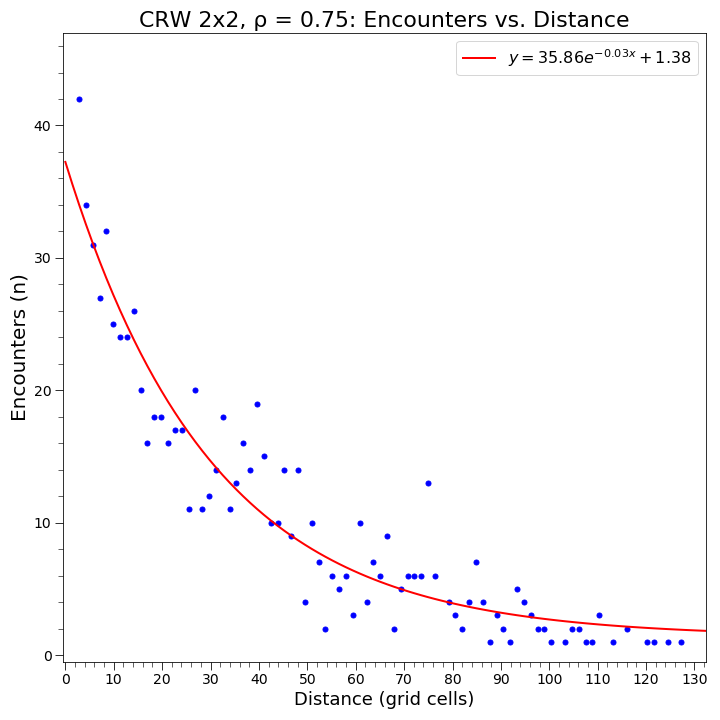 CRW 2x2, ρ = 0.75: Encounters vs. Distance
y = 35.86e^{-0.03x} + 1.38
Encounters (n)
40
30
20
10
0
0 10 20 30 40 50 60 70 80 90 100 110 120 130
Distance (grid cells)